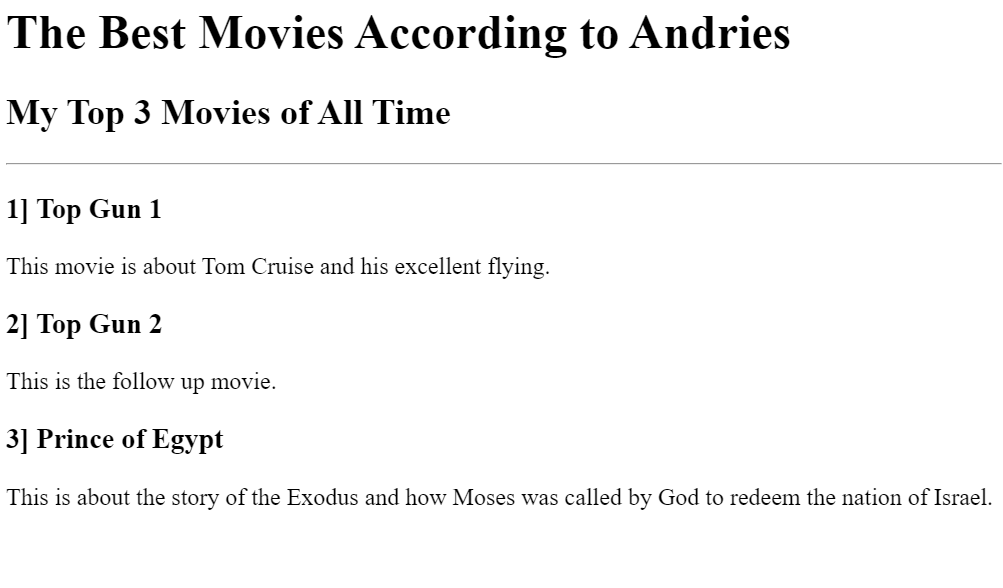 The Best Movies According to Andries
My Top 3 Movies of All Time
1] Top Gun 1
This movie is about Tom Cruise and his excellent flying.
2] Top Gun 2
This is the follow up movie.
3] Prince of Egypt
This is about the story of the Exodus and how Moses was called by God to redeem the nation of Israel.